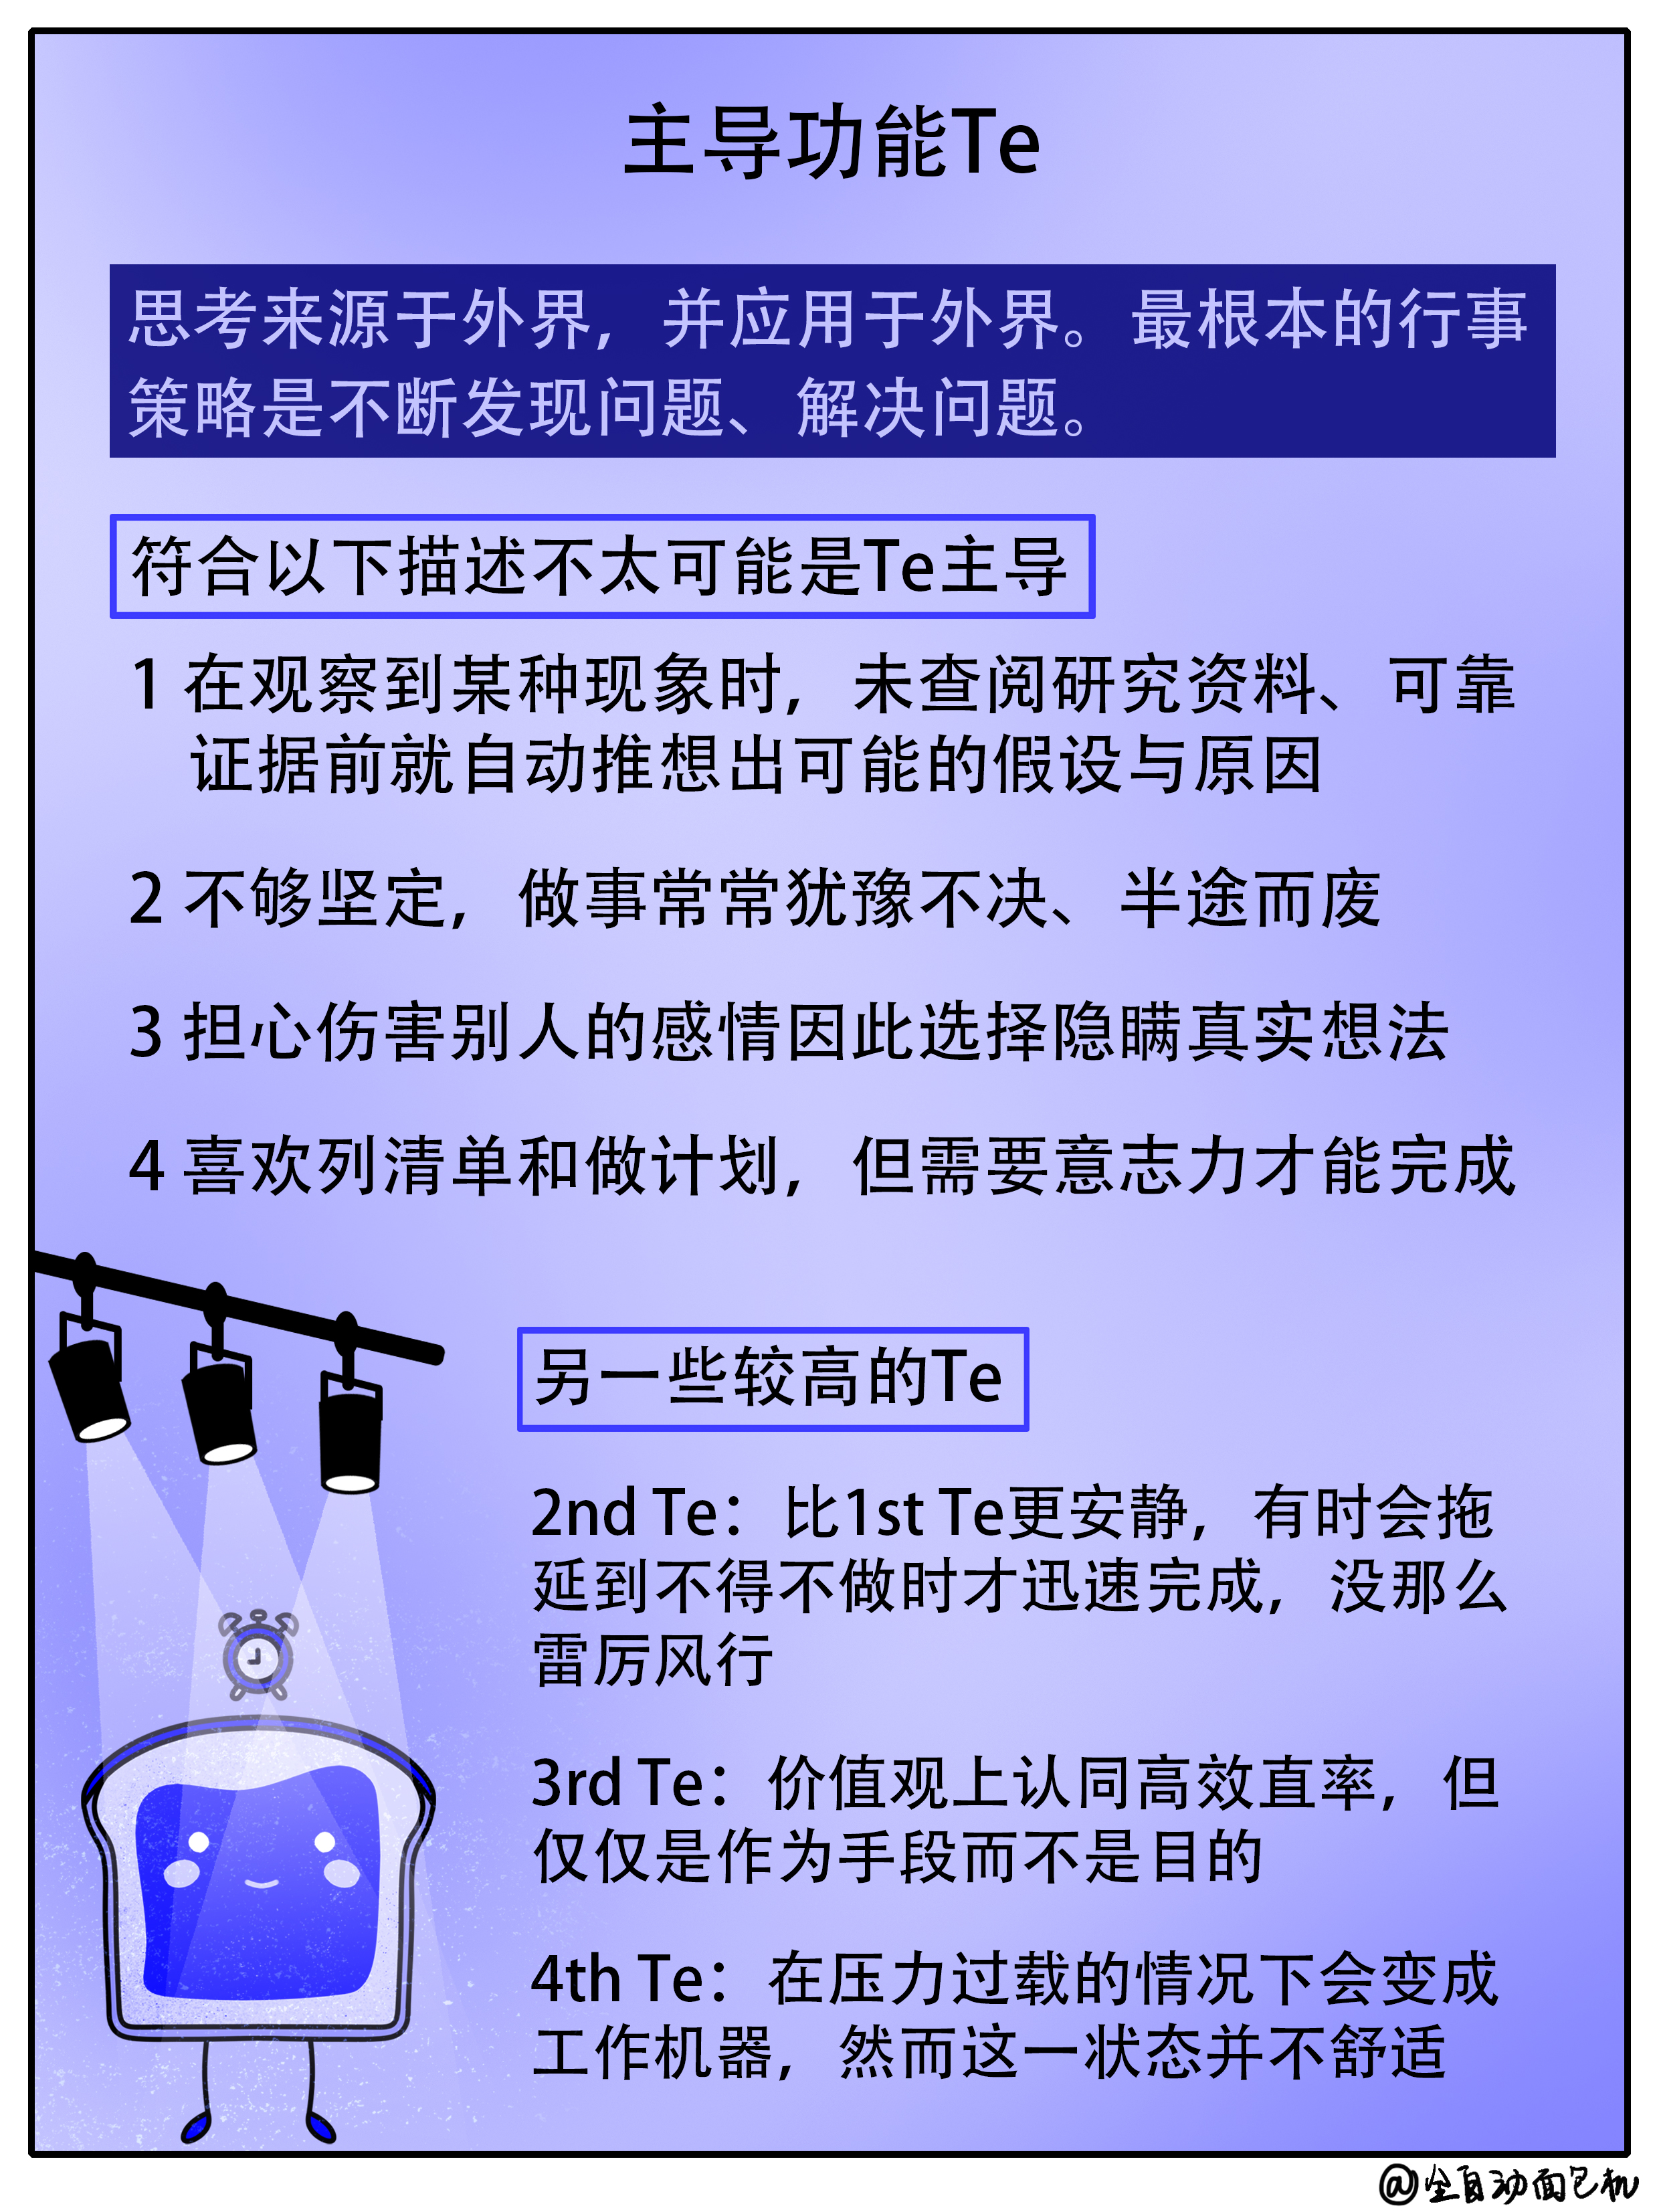 主导功能Te
思考来源于外界，并应用于外界。最根本的行事
策略是不断发现问题、解决问题。
符合以下描述不太可能是Te主导
1 在观察到某种现象时，未查阅研究资料、可靠
证据前就自动推想出可能的假设与原因
2 不够坚定，做事常常犹豫不决、半途而废
3 担心伤害别人的感情因此选择隐瞒真实想法
4 喜欢列清单和做计划，但需要意志力才能完成
另一些较高的Te
2nd Te：比1st Te更安静，有时会拖
延到不得不做时才迅速完成，没那么
雷厉风行
3rd Te：价值观上认同高效直率，但
仅仅是作为手段而不是目的
4th Te：在压力过载的情况下会变成
工作机器，然而这一状态并不舒适
@全自动面包机